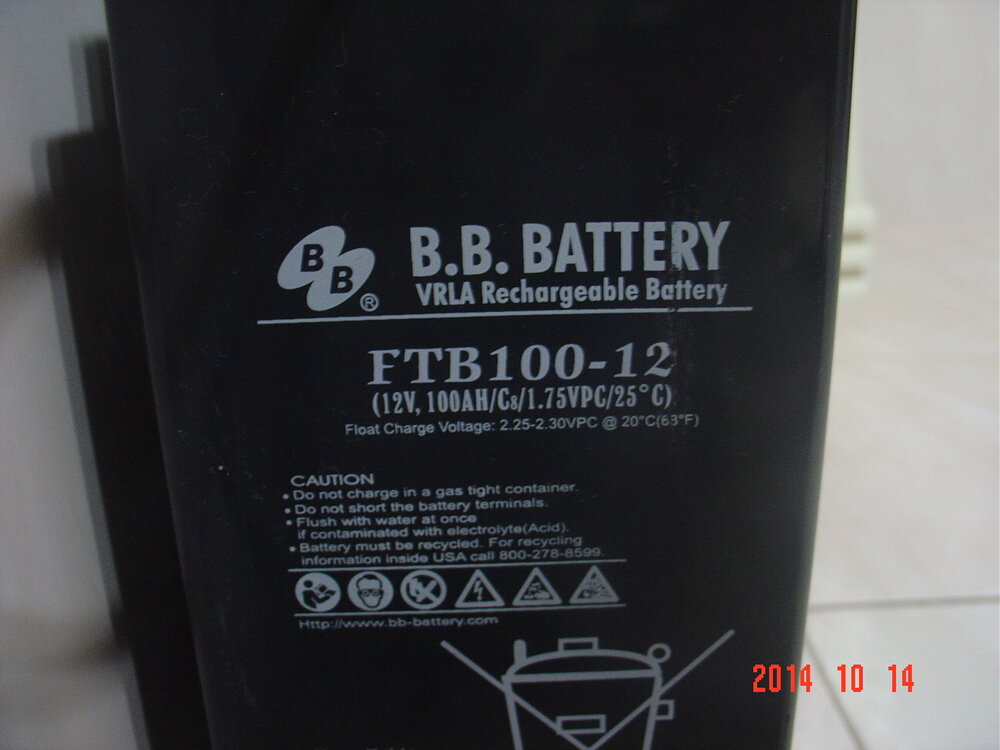 B
B
®
B.B. BATTERY
VRLA Rechargeable Battery
FTB100-12
(12V, 100AH/C8/1.75VPC/25°C)
Float Charge Voltage: 2.25-2.30VPC @ 20°C(68°F)
CAUTION
• Do not charge in a gas tight container.
• Do not short the battery terminals.
• Flush with water at once
if contaminated with electrolyte(Acid).
• Battery must be recycled. For recycling
information inside USA call 800-278-8599.
Http://www.bb-battery.com
2014 10 14